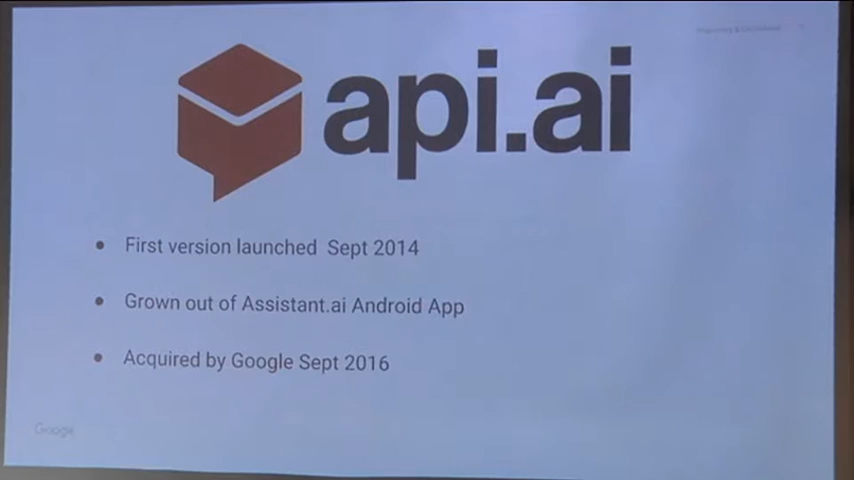 api.ai
First version launched Sept 2014
Grown out of Assistant.ai Android App
Acquired by Google Sept 2016
Google